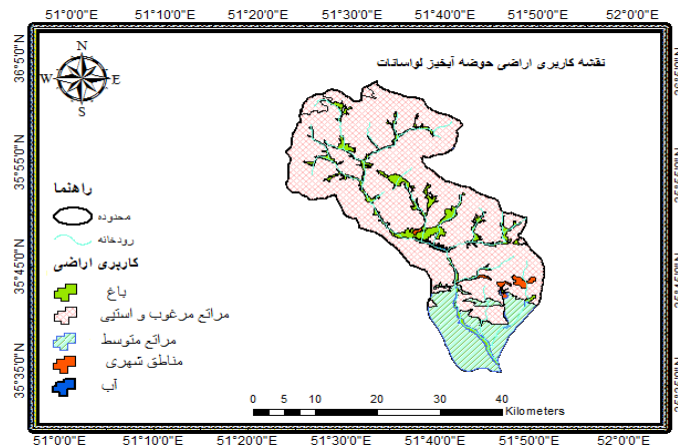 51°0'0"E 51°10'0"E 51°20'0"E 51°30'0"E 51°40'0"E 51°50'0"E 52°0'0"E
نقشه کاربری اراضی حوضه آبخیز لواسانات
N
W E
S
36°5'0"N
35°55'0"N
35°45'0"N
35°35'0"N
راهنما
محدوده
رودخانه
کاربری اراضی
باغ
مراتع مرغوب و استپی
مراتع متوسط
مناطق شهری
آب
0 5 10 20 30 40
Kilometers
51°0'0"E 51°10'0"E 51°20'0"E 51°30'0"E 51°40'0"E 51°50'0"E 52°0'0"E